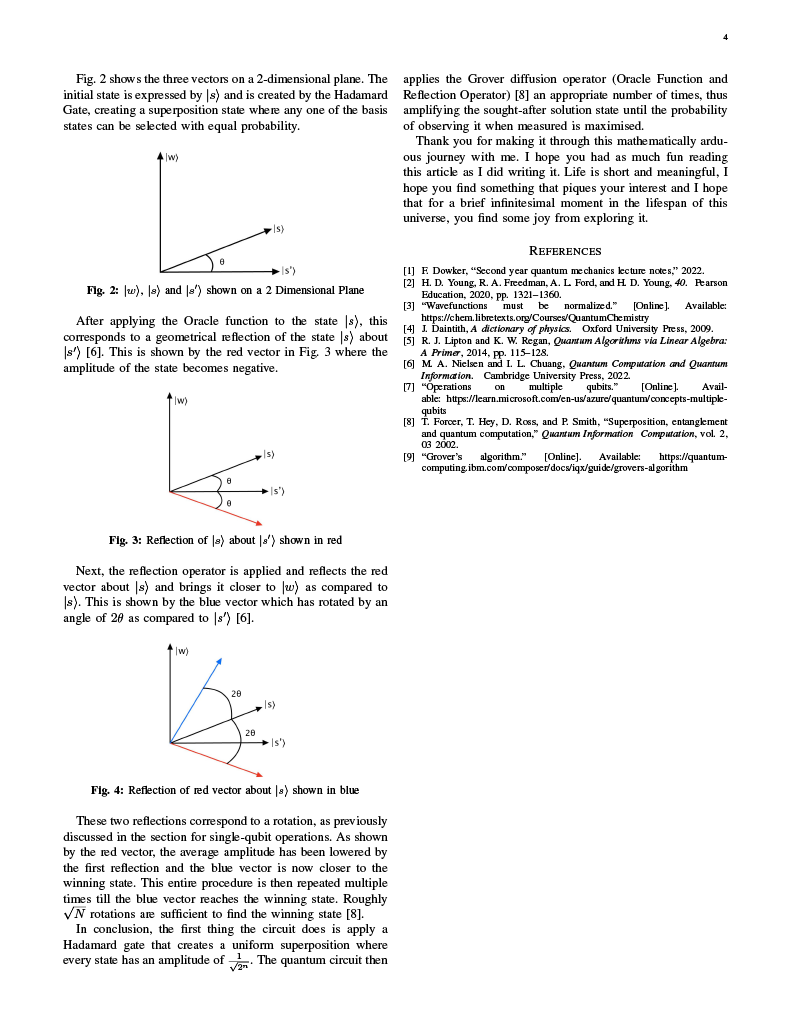 4
Fig. 2 shows the three vectors on a 2-dimensional plane. The
initial state is expressed by |s⟩ and is created by the Hadamard
Gate, creating a superposition state where any one of the basis
states can be selected with equal probability.
|w⟩
|s⟩
θ
|s'⟩
Fig. 2: |w⟩, |s⟩ and |s′⟩ shown on a 2 Dimensional Plane
After applying the Oracle function to the state |s⟩, this
corresponds to a geometrical reflection of the state |s⟩ about
|s′⟩ [6]. This is shown by the red vector in Fig. 3 where the
amplitude of the state becomes negative.
|w⟩
|s⟩
θ
|s'⟩
θ
Fig. 3: Reflection of |s⟩ about |s′⟩ shown in red
Next, the reflection operator is applied and reflects the red
vector about |s⟩ and brings it closer to |w⟩ as compared to
|s⟩. This is shown by the blue vector which has rotated by an
angle of 2θ as compared to |s′⟩ [6].
|w⟩
2θ
|s⟩
2θ
|s'⟩
Fig. 4: Reflection of red vector about |s⟩ shown in blue
These two reflections correspond to a rotation, as previously
discussed in the section for single-qubit operations. As shown
by the red vector, the average amplitude has been lowered by
the first reflection and the blue vector is now closer to the
winning state. This entire procedure is then repeated multiple
times till the blue vector reaches the winning state. Roughly
√N rotations are sufficient to find the winning state [8].
In conclusion, the first thing the circuit does is apply a
Hadamard gate that creates a uniform superposition where
every state has an amplitude of 1/√2ⁿ. The quantum circuit then
applies the Grover diffusion operator (Oracle Function and
Reflection Operator) [8] an appropriate number of times, thus
amplifying the sought-after solution state until the probability
of observing it when measured is maximised.
Thank you for making it through this mathematically ardu-
ous journey with me. I hope you had as much fun reading
this article as I did writing it. Life is short and meaningful, I
hope you find something that piques your interest and I hope
that for a brief infinitesimal moment in the lifespan of this
universe, you find some joy from exploring it.
REFERENCES
[1] F. Dowker, “Second year quantum mechanics lecture notes,” 2022.
[2] H. D. Young, R. A. Freedman, A. L. Ford, and H. D. Young, 40. Pearson
Education, 2020, pp. 1321–1360.
[3] “Wavefunctions must be normalized.” [Online]. Available:
https://chem.libretexts.org/Courses/QuantumChemistry
[4] J. Daintith, A dictionary of physics. Oxford University Press, 2009.
[5] R. J. Lipton and K. W. Regan, Quantum Algorithms via Linear Algebra:
A Primer, 2014, pp. 115–128.
[6] M. A. Nielsen and I. L. Chuang, Quantum Computation and Quantum
Information. Cambridge University Press, 2022.
[7] “Operations on multiple qubits.” [Online]. Avail-
able: https://learn.microsoft.com/en-us/azure/quantum/concepts-multiple-
qubits
[8] T. Forcer, T. Hey, D. Ross, and P. Smith, “Superposition, entanglement
and quantum computation,” Quantum Information Computation, vol. 2,
03 2002.
[9] “Grover’s algorithm.” [Online]. Available: https://quantum-
computing.ibm.com/composer/docs/iqx/guide/grovers-algorithm